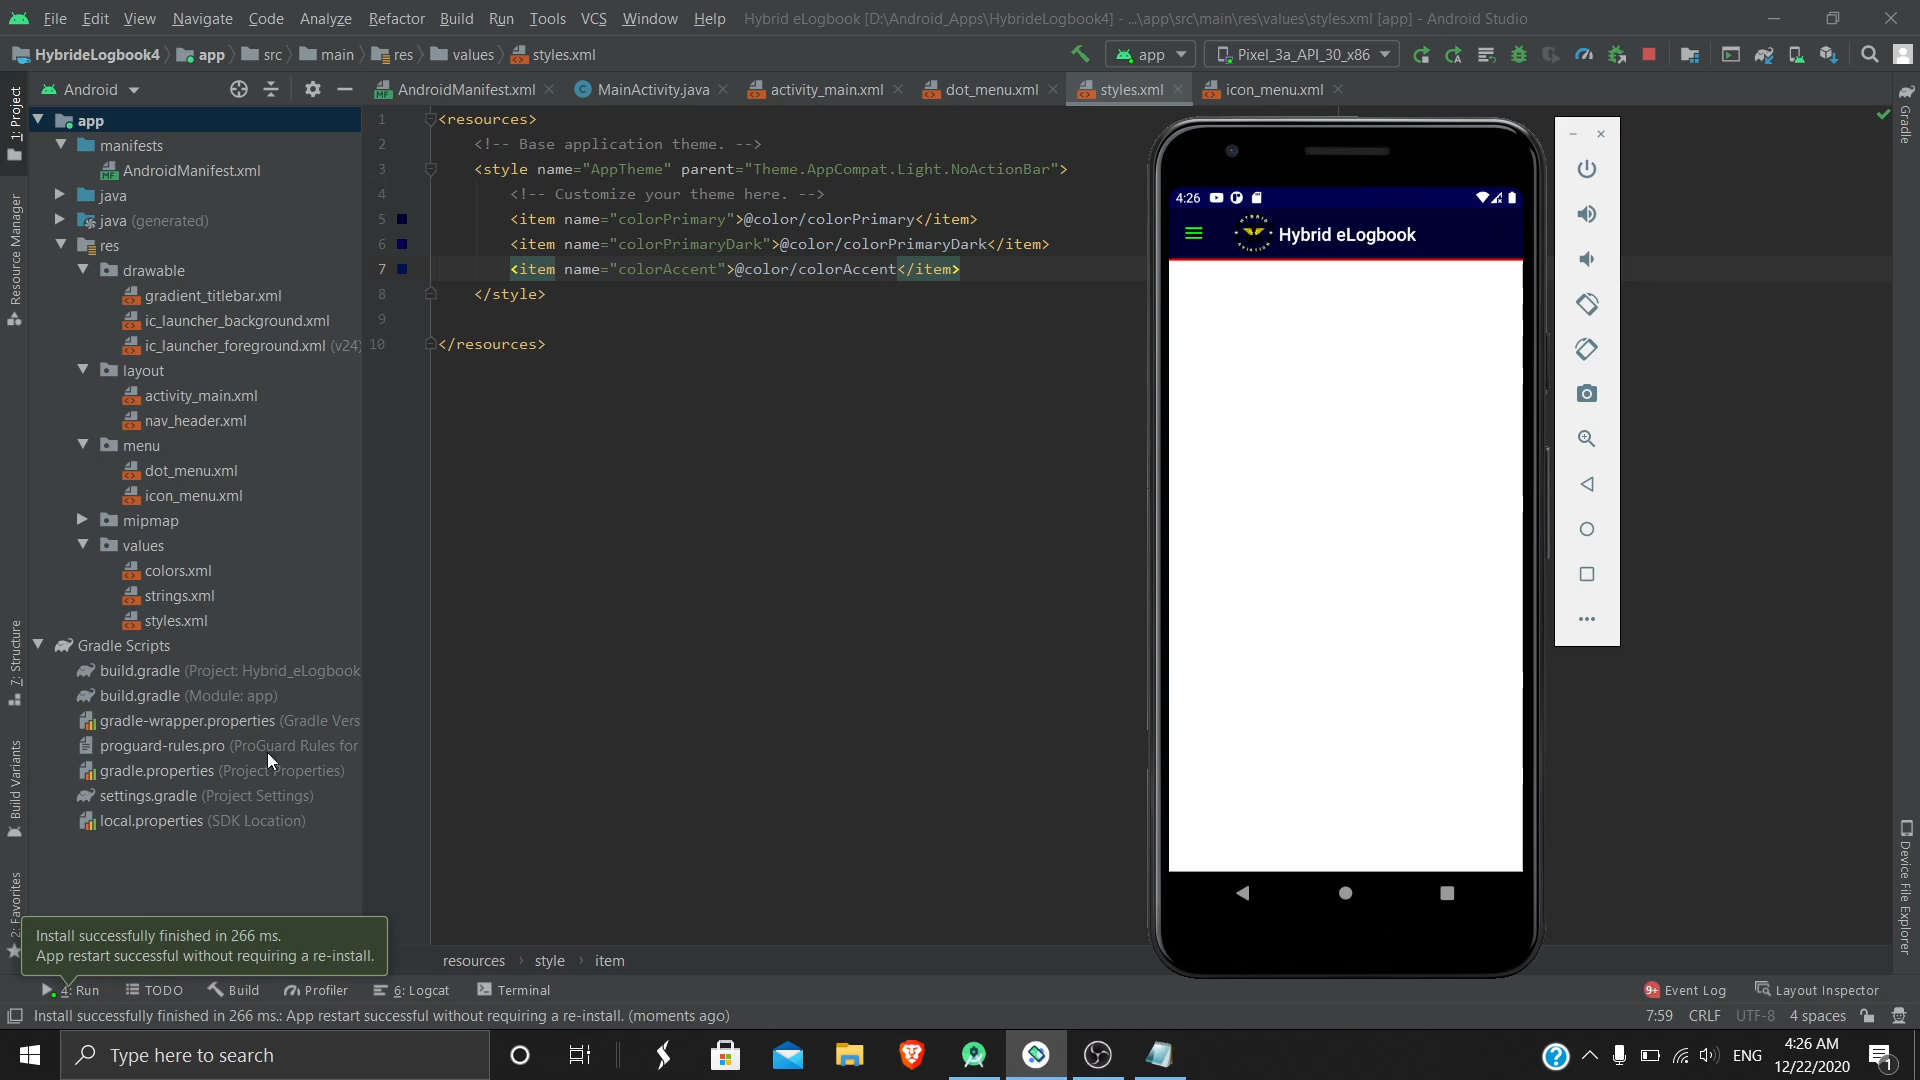 File Edit View Navigate Code Analyze Refactor Build Run Tools VCS Window Help Hybrid eLogbook [D:\Android_Apps\HybrideLogbook4] - ...\app\src\main\res\values\styles.xml [app] - Android Studio
HybrideLogbook4 app src main res values styles.xml app Pixel_3a_API_30_x86
Android AndroidManifest.xml MainActivity.java activity_main.xml dot_menu.xml styles.xml icon_menu.xml
1: Project
Resource Manager
7: Structure
Build Variants
2: Favorites
app
manifests
AndroidManifest.xml
java
java (generated)
res
drawable
gradient_titlebar.xml
ic_launcher_background.xml
ic_launcher_foreground.xml (v24)
layout
activity_main.xml
nav_header.xml
menu
dot_menu.xml
icon_menu.xml
mipmap
values
colors.xml
strings.xml
styles.xml
Gradle Scripts
build.gradle (Project: Hybrid_eLogbook
build.gradle (Module: app)
gradle-wrapper.properties (Gradle Vers
proguard-rules.pro (ProGuard Rules for
gradle.properties (Project Properties)
settings.gradle (Project Settings)
local.properties (SDK Location)
1 <resources>
2 <!-- Base application theme. -->
3 <style name="AppTheme" parent="Theme.AppCompat.Light.NoActionBar">
4 <!-- Customize your theme here. -->
5 <item name="colorPrimary">@color/colorPrimary</item>
6 <item name="colorPrimaryDark">@color/colorPrimaryDark</item>
7 <item name="colorAccent">@color/colorAccent</item>
8 </style>
9
10 </resources>
4:26
Hybrid eLogbook
Gradle
Device File Explorer
Install successfully finished in 266 ms.
App restart successful without requiring a re-install.
resources style item
4: Run TODO Build Profiler 6: Logcat Terminal 9+ Event Log Layout Inspector
Install successfully finished in 266 ms.: App restart successful without requiring a re-install. (moments ago) 7:59 CRLF UTF-8 4 spaces
Type here to search ENG 4:26 AM
12/22/2020 1